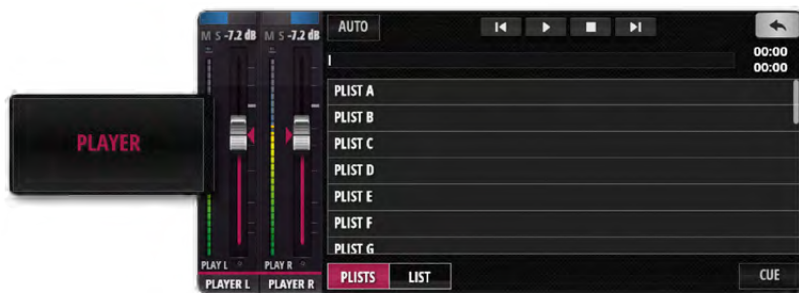 PLAYER
M S -7.2 dB M S -7.2 dB
AUTO
00:00
00:00
PLIST A
PLIST B
PLIST C
PLIST D
PLIST E
PLIST F
PLIST G
PLAY L PLAY R
PLAYER L PLAYER R
PLISTS LIST CUE